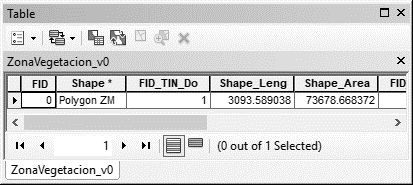 Table
ZonaVegetacion_v0
FID Shape * FID_TIN_Do Shape_Leng Shape_Area FID
0 Polygon ZM 1 3093.589038 73678.668372
1 (0 out of 1 Selected)
ZonaVegetacion_v0